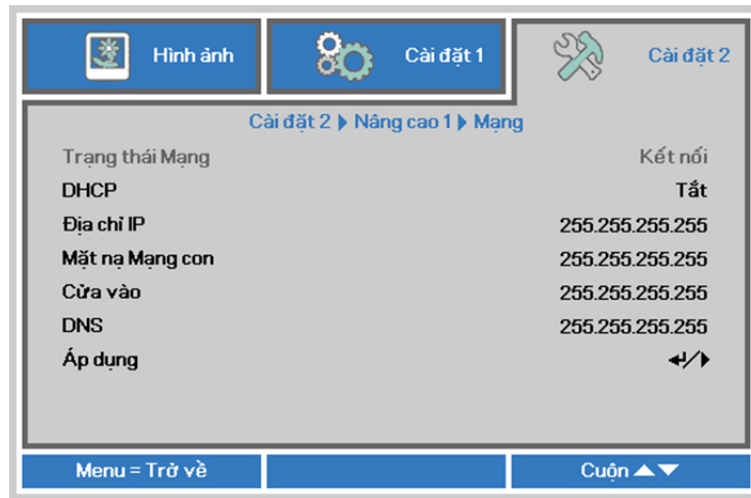 Hình ảnh Cài đặt 1 Cài đặt 2
Cài đặt 2 ▶ Nâng cao 1 ▶ Mạng
Trạng thái Mạng Kết nối
DHCP Tắt
Địa chỉ IP 255.255.255.255
Mặt nạ Mạng con 255.255.255.255
Cửa vào 255.255.255.255
DNS 255.255.255.255
Áp dụng ↵/▶
Menu = Trở về Cuộn ▲▼